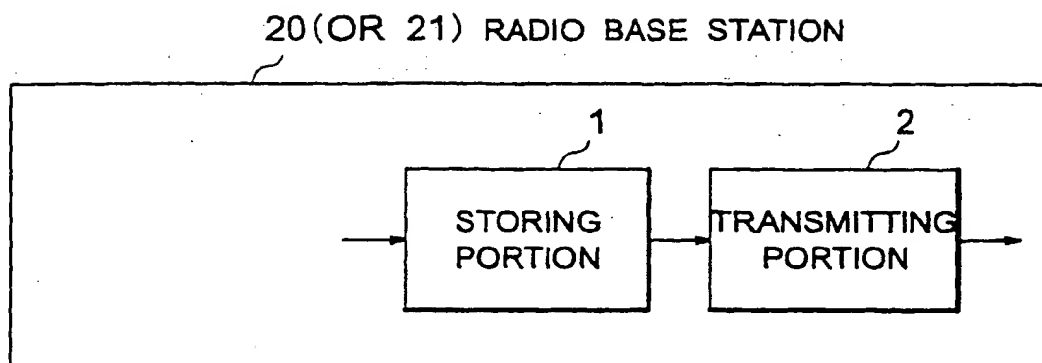 20(OR 21) RADIO BASE STATION
1
2
STORING
PORTION
TRANSMITTING
PORTION